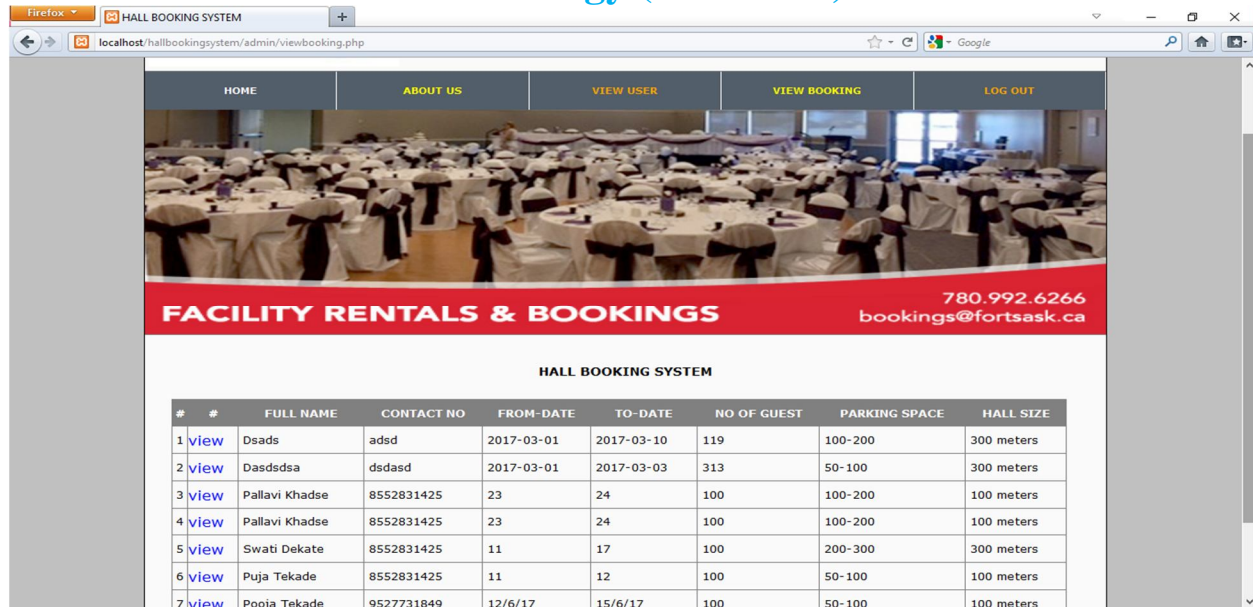 Firefox
HALL BOOKING SYSTEM
localhost/hallbookingsystem/admin/viewbooking.php
Google
HOME ABOUT US VIEW USER VIEW BOOKING LOG OUT
FACILITY RENTALS & BOOKINGS
780.992.6266
bookings@fortsask.ca
HALL BOOKING SYSTEM
# # FULL NAME CONTACT NO FROM-DATE TO-DATE NO OF GUEST PARKING SPACE HALL SIZE
1 view Dsads adsd 2017-03-01 2017-03-10 119 100-200 300 meters
2 view Dasdsdsa dsdasd 2017-03-01 2017-03-03 313 50-100 300 meters
3 view Pallavi Khadse 8552831425 23 24 100 100-200 100 meters
4 view Pallavi Khadse 8552831425 23 24 100 100-200 100 meters
5 view Swati Dekate 8552831425 11 17 100 200-300 300 meters
6 view Puja Tekade 8552831425 11 12 100 50-100 100 meters
7 view Pooja Tekade 9527731849 12/6/17 15/6/17 100 50-100 100 meters